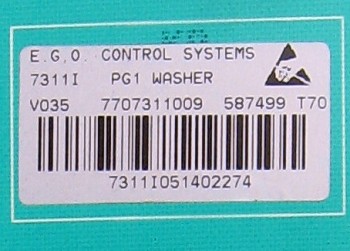 E.G.O. CONTROL SYSTEMS
7311I PG1 WASHER
V035 7707311009 587499 T70
7311I051402274